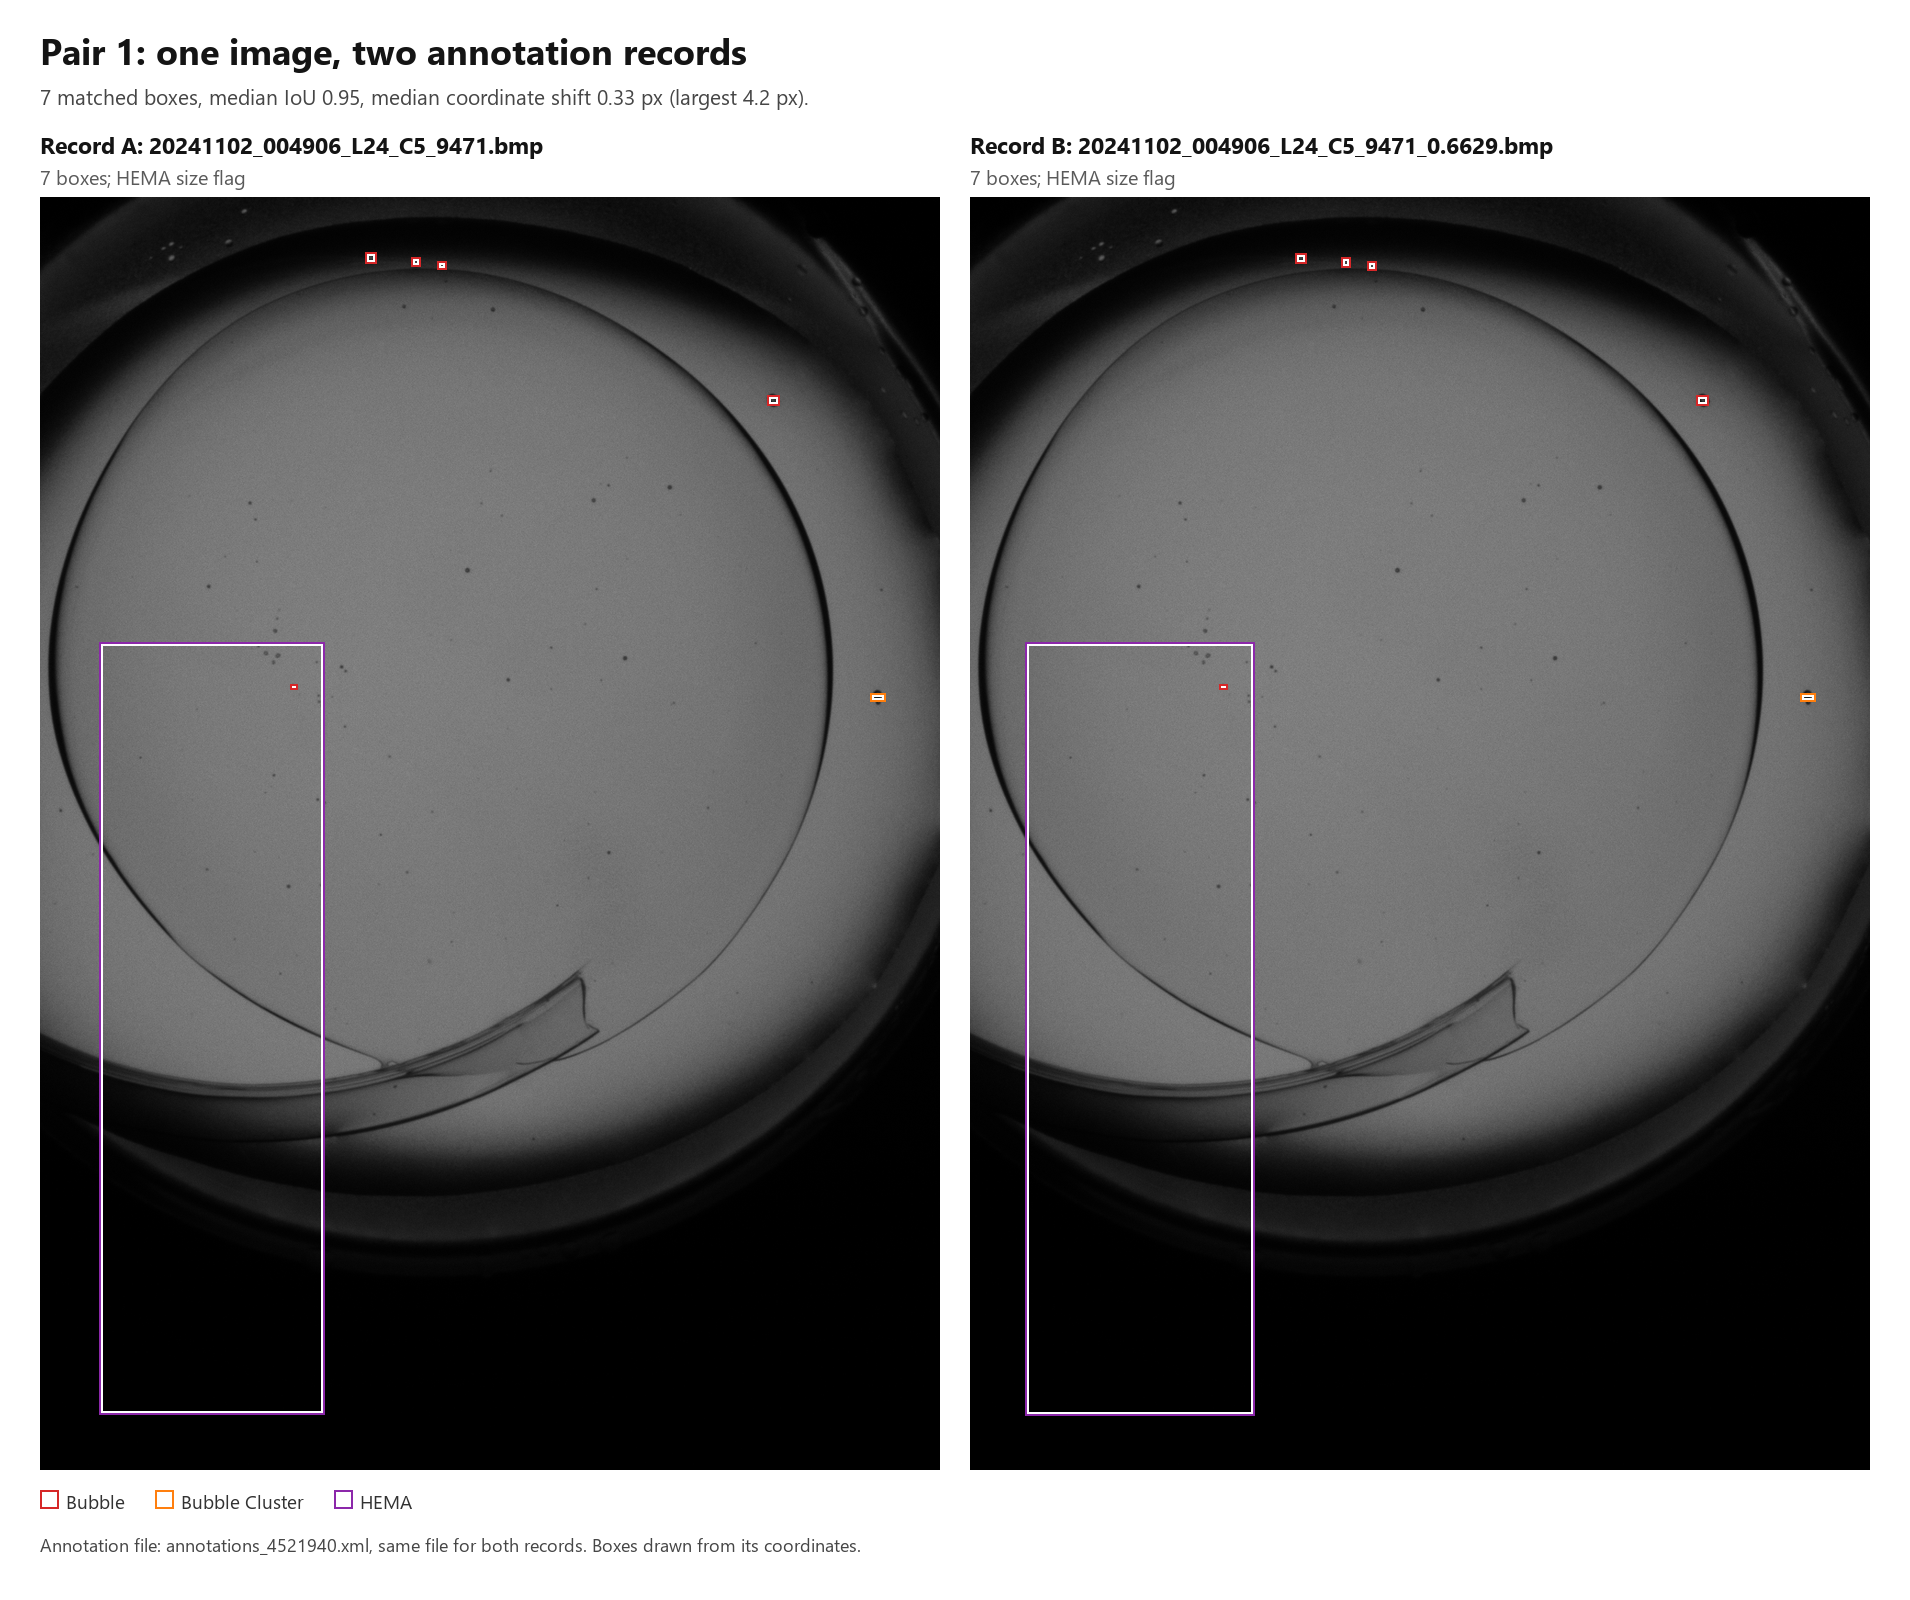 Pair 1: one image, two annotation records
7 matched boxes, median IoU 0.95, median coordinate shift 0.33 px (largest 4.2 px).
Record A: 20241102_004906_L24_C5_9471.bmp
7 boxes; HEMA size flag
Record B: 20241102_004906_L24_C5_9471_0.6629.bmp
7 boxes; HEMA size flag
Bubble
Bubble Cluster
HEMA
Annotation file: annotations_4521940.xml, same file for both records. Boxes drawn from its coordinates.